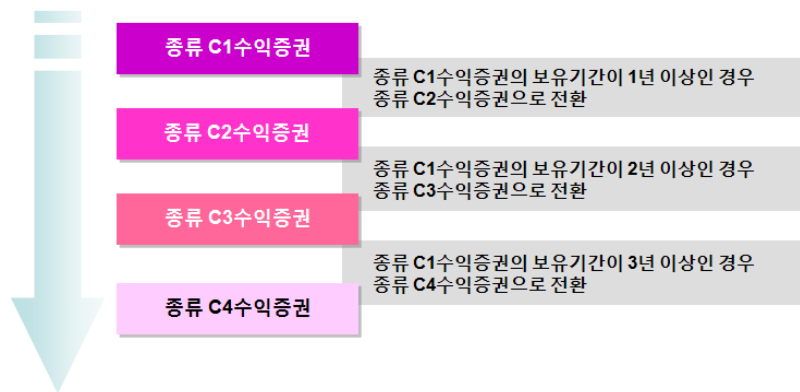 종류 C1수익증권
종류 C1수익증권의 보유기간이 1년 이상인 경우
종류 C2수익증권으로 전환
종류 C2수익증권
종류 C1수익증권의 보유기간이 2년 이상인 경우
종류 C3수익증권으로 전환
종류 C3수익증권
종류 C1수익증권의 보유기간이 3년 이상인 경우
종류 C4수익증권으로 전환
종류 C4수익증권